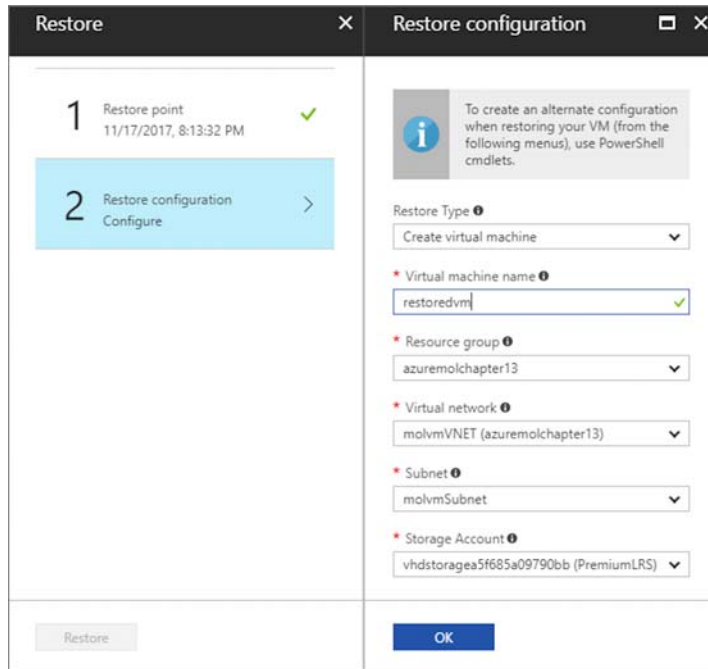 Restore
1
Restore point
11/17/2017, 8:13:32 PM
2
Restore configuration
Configure
Restore
Restore configuration
To create an alternate configuration
when restoring your VM (from the
following menus), use PowerShell
cmdlets.
Restore Type
Create virtual machine
* Virtual machine name
restoredvm
* Resource group
azuremolchapter13
* Virtual network
molvmVNET (azuremolchapter13)
* Subnet
molvmSubnet
* Storage Account
vhdstoragea5f685a09790bb (PremiumLRS)
OK